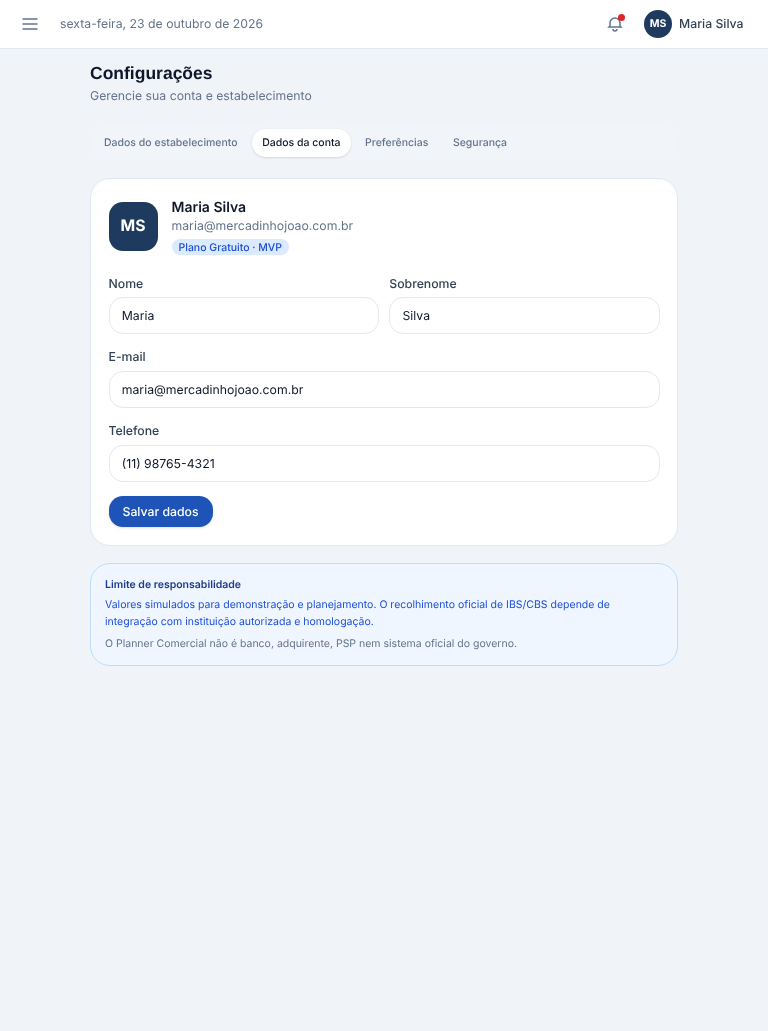 sexta-feira, 23 de outubro de 2026
MS
Maria Silva
Configurações
Gerencie sua conta e estabelecimento
Dados do estabelecimento
Dados da conta
Preferências
Segurança
MS
Maria Silva
maria@mercadinhojoao.com.br
Plano Gratuito · MVP
Nome
Sobrenome
Maria
Silva
E-mail
maria@mercadinhojoao.com.br
Telefone
(11) 98765-4321
Salvar dados
Limite de responsabilidade
Valores simulados para demonstração e planejamento. O recolhimento oficial de IBS/CBS depende de
integração com instituição autorizada e homologação.
O Planner Comercial não é banco, adquirente, PSP nem sistema oficial do governo.